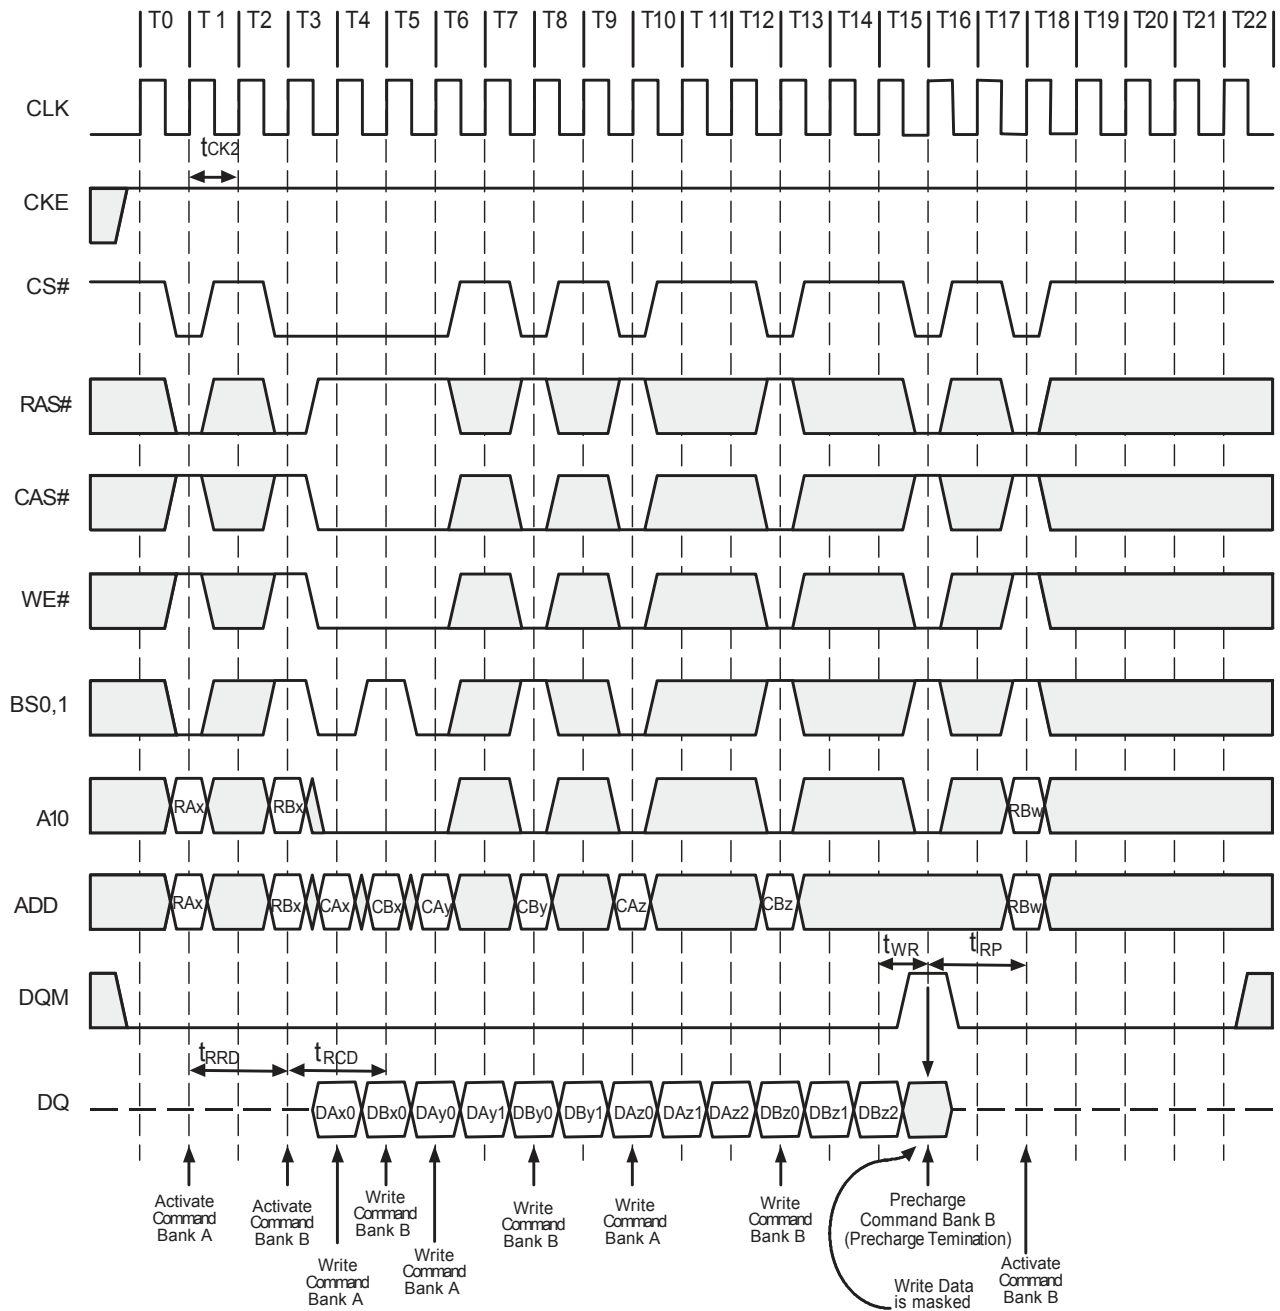 T0 T 1 T2 T3 T4 T5 T6 T7 T8 T9 T10 T 11 T12 T13 T14 T15 T16 T17 T18 T19 T20 T21 T22
CLK
tCK2
CKE
CS#
RAS#
CAS#
WE#
BS0,1
A10 RAx RBx RBw
ADD RAx RBx CAx CBx CAy CBy CAz CBz RBw
tWR tRP
DQM
tRRD tRCD
DQ DAx0 DBx0 DAy0 DAy1 DBy0 DBy1 DAz0 DAz1 DAz2 DBz0 DBz1 DBz2
Activate
Command
Bank A
Activate
Command
Bank B
Write
Command
Bank A
Write
Command
Bank B
Write
Command
Bank A
Write
Command
Bank B
Write
Command
Bank A
Write
Command
Bank B
Precharge
Command Bank B
(Precharge Temination)
Write Data
is masked
Activate
Command
Bank B